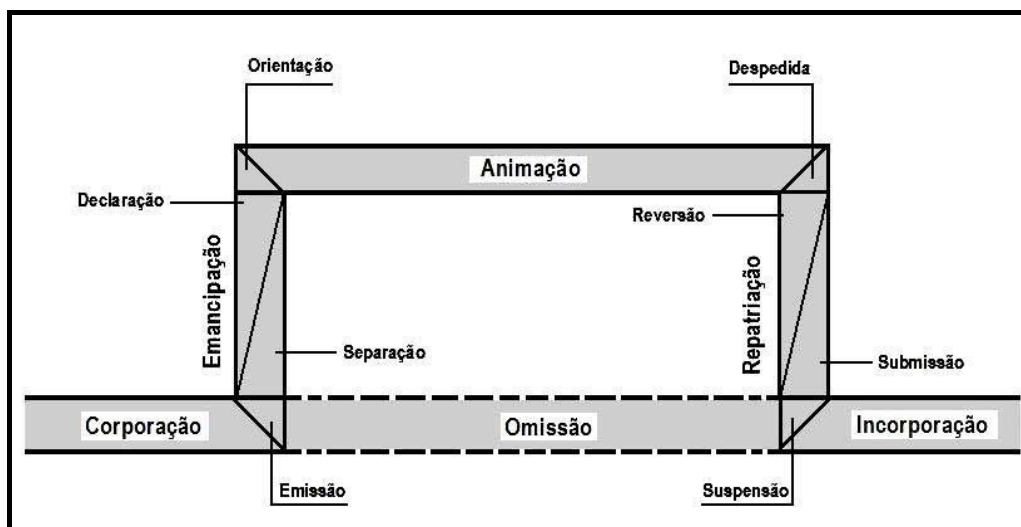 Orientação
Despedida
Animação
Declaração
Reversão
Emancipação
Repatriação
Separação
Submissão
Corporação
Omissão
Incorporação
Emissão
Suspensão